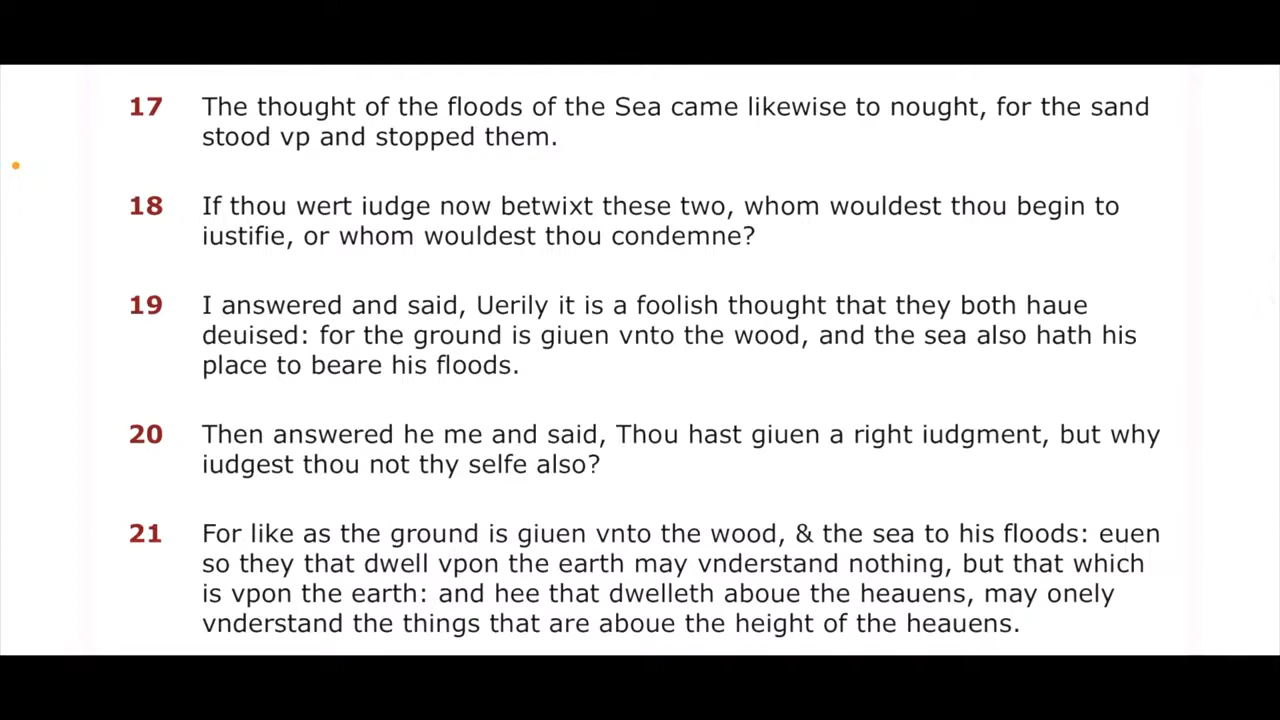 17 The thought of the floods of the Sea came likewise to nought, for the sand
stood vp and stopped them.
18 If thou wert iudge now betwixt these two, whom wouldest thou begin to
iustifie, or whom wouldest thou condemne?
19 I answered and said, Uerily it is a foolish thought that they both haue
deuised: for the ground is giuen vnto the wood, and the sea also hath his
place to beare his floods.
20 Then answered he me and said, Thou hast giuen a right iudgment, but why
iudgest thou not thy selfe also?
21 For like as the ground is giuen vnto the wood, & the sea to his floods: euen
so they that dwell vpon the earth may vnderstand nothing, but that which
is vpon the earth: and hee that dwelleth aboue the heauens, may onely
vnderstand the things that are aboue the height of the heauens.